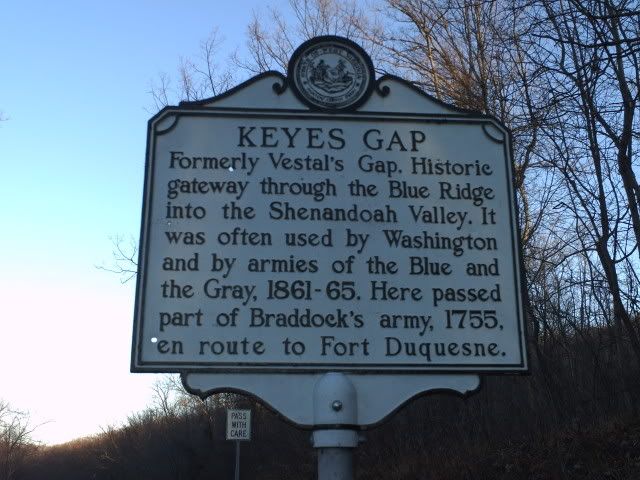 KEYES GAP
Formerly Vestal's Gap. Historic
gateway through the Blue Ridge
into the Shenandoah Valley. It
was often used by Washington
and by armies of the Blue and
the Gray, 1861-65. Here passed
part of Braddock's army, 1755,
en route to Fort Duquesne.
PASS
WITH
CARE